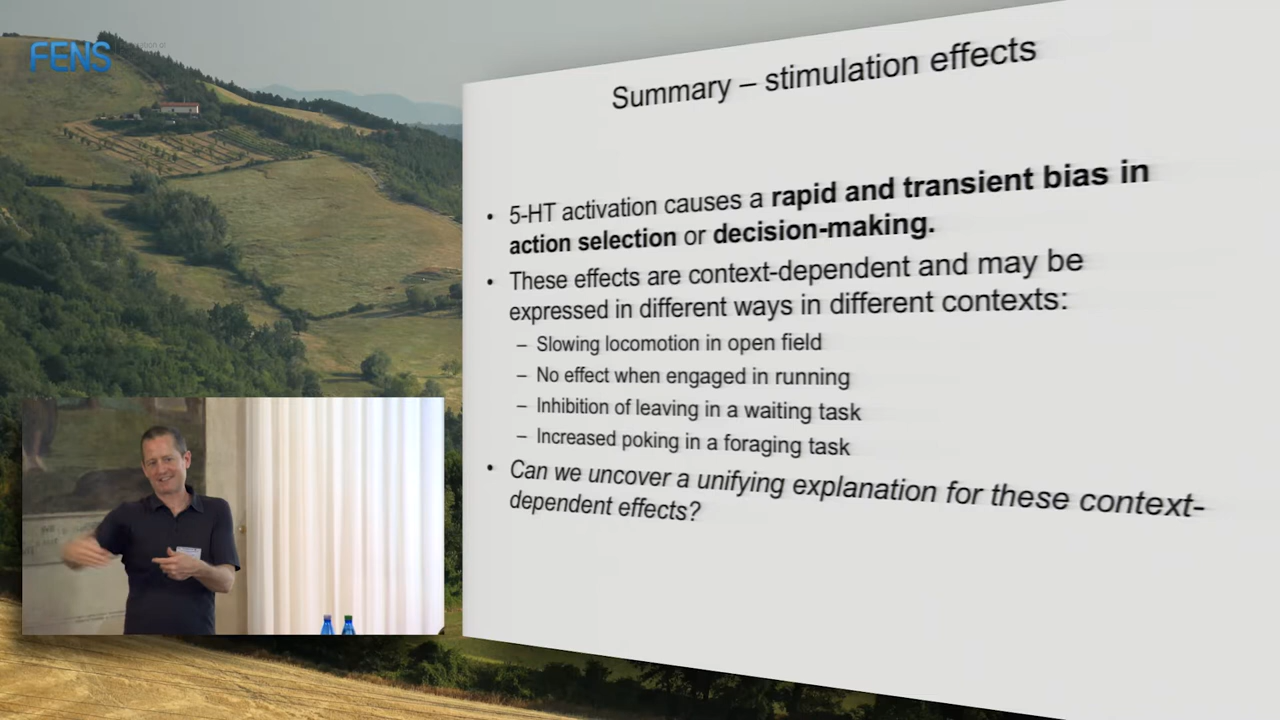 FENS
Summary – stimulation effects
• 5-HT activation causes a rapid and transient bias in
action selection or decision-making.
• These effects are context-dependent and may be
expressed in different ways in different contexts:
– Slowing locomotion in open field
– No effect when engaged in running
– Inhibition of leaving in a waiting task
– Increased poking in a foraging task
• Can we uncover a unifying explanation for these context-
dependent effects?